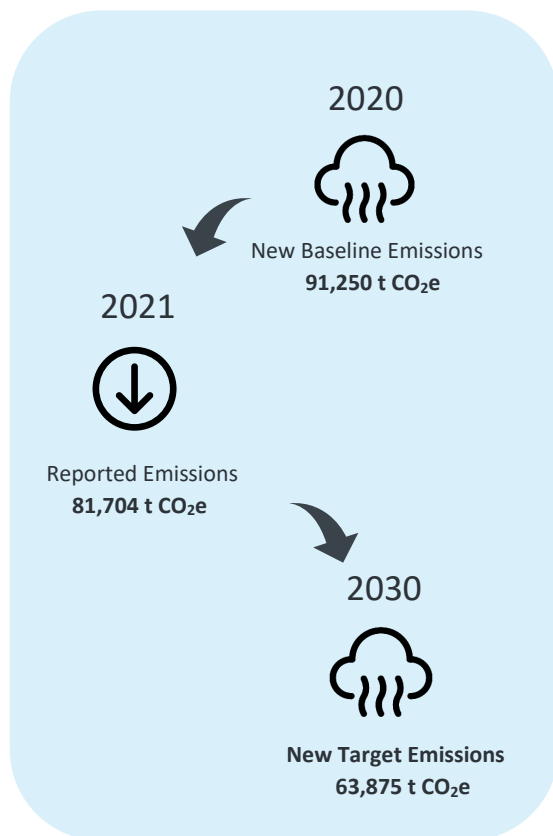 2020
New Baseline Emissions
91,250 t CO₂e
2021
Reported Emissions
81,704 t CO₂e
2030
New Target Emissions
63,875 t CO₂e